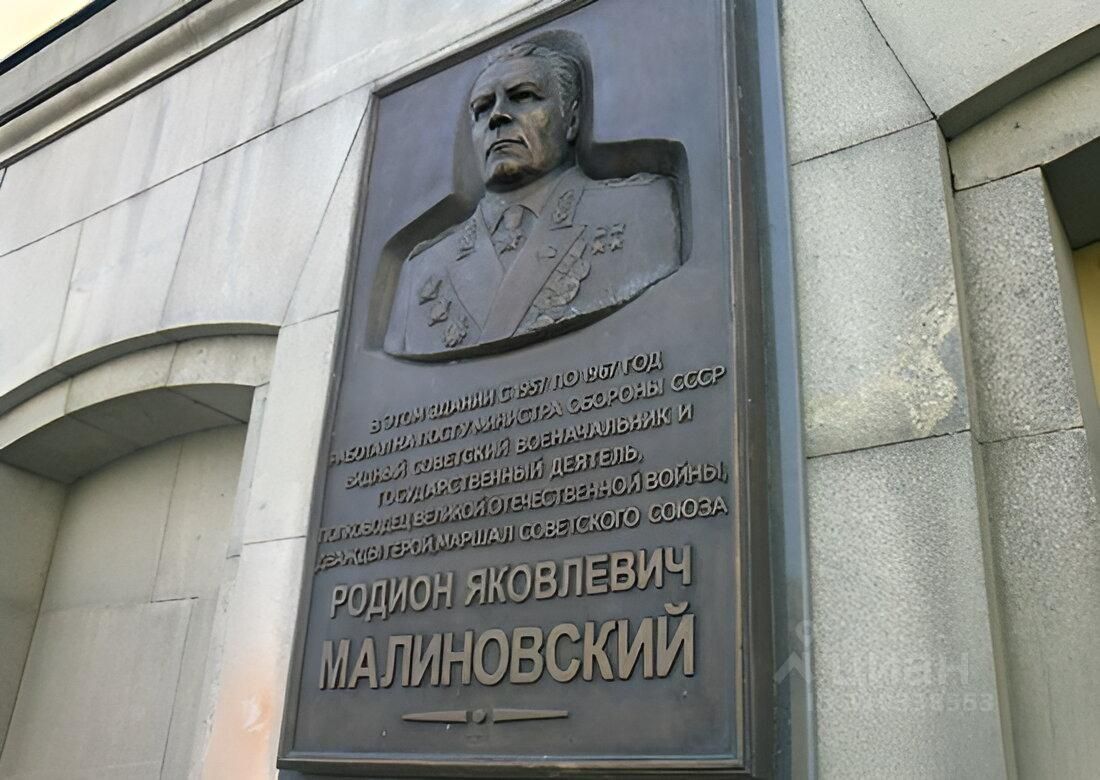 В ЭТОМ ЗДАНИИ С 1957 ПО 1967 ГОД
РАБОТАЛ НА ПОСТУ МИНИСТРА ОБОРОНЫ СССР
ВИДНЫЙ СОВЕТСКИЙ ВОЕНАЧАЛЬНИК И
ГОСУДАРСТВЕННЫЙ ДЕЯТЕЛЬ,
ПОЛКОВОДЕЦ ВЕЛИКОЙ ОТЕЧЕСТВЕННОЙ ВОЙНЫ,
ДВАЖДЫ ГЕРОЙ, МАРШАЛ СОВЕТСКОГО СОЮЗА
РОДИОН ЯКОВЛЕВИЧ
МАЛИНОВСКИЙ